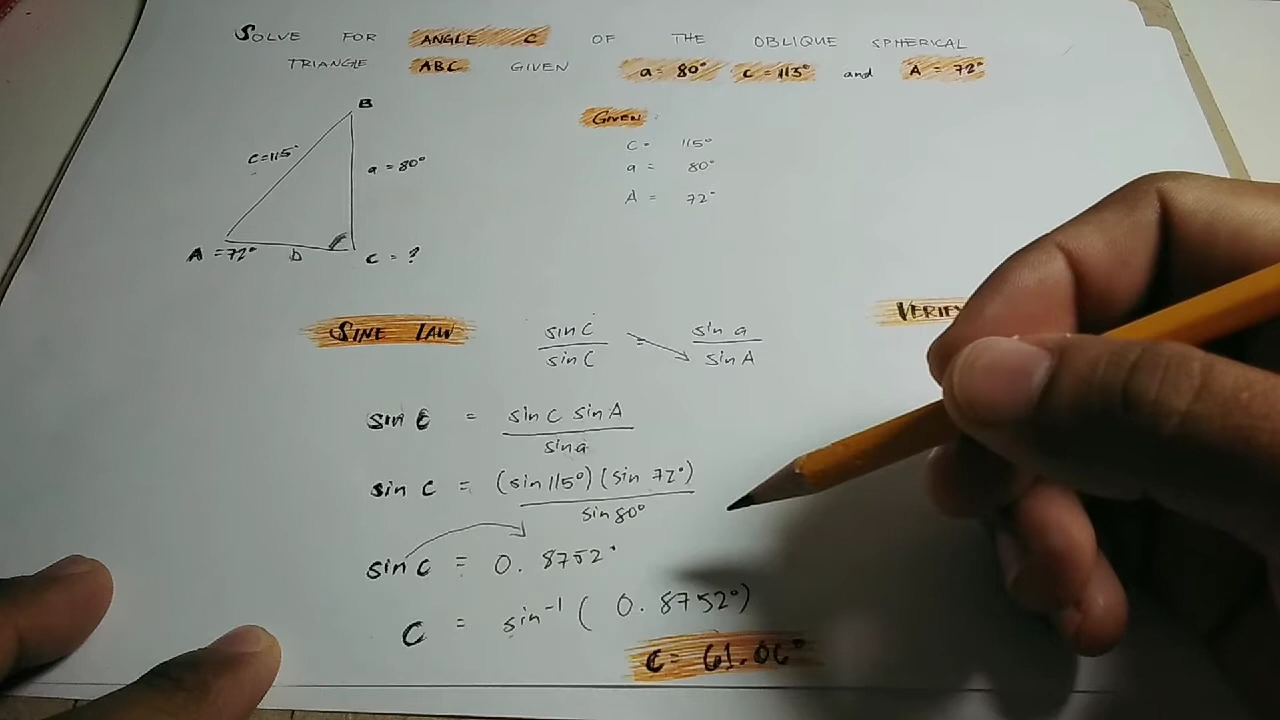 SOLVE FOR ANGLE C OF THE OBLIQUE SPHERICAL
TRIANGLE ABC GIVEN a = 80° c = 115° and A = 72°
B
c=115°
a = 80°
A = 72°
b
C = ?
GIVEN:
C = 115°
a = 80°
A = 72°
SINE LAW
sin C / sin C = sin a / sin A
VERIFY
sin C = sin C sin A / sin a
sin C = (sin 115°) (sin 72°) / sin 80°
sin C = 0.8752°
C = sin⁻¹ ( 0.8752°)
C = 61.06°